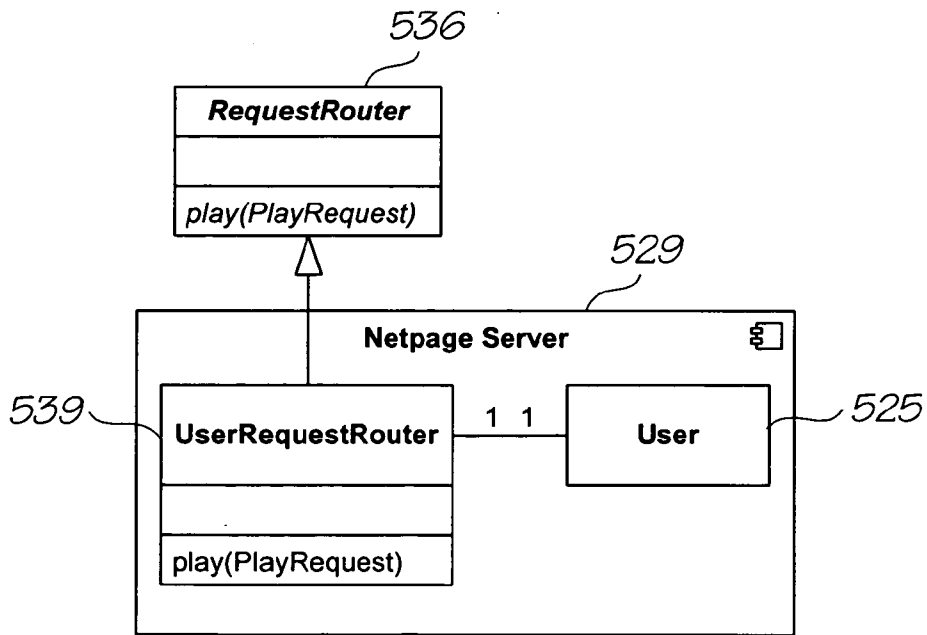 536
RequestRouter
play(PlayRequest)
529
Netpage Server
539
UserRequestRouter
1 1
User
525
play(PlayRequest)